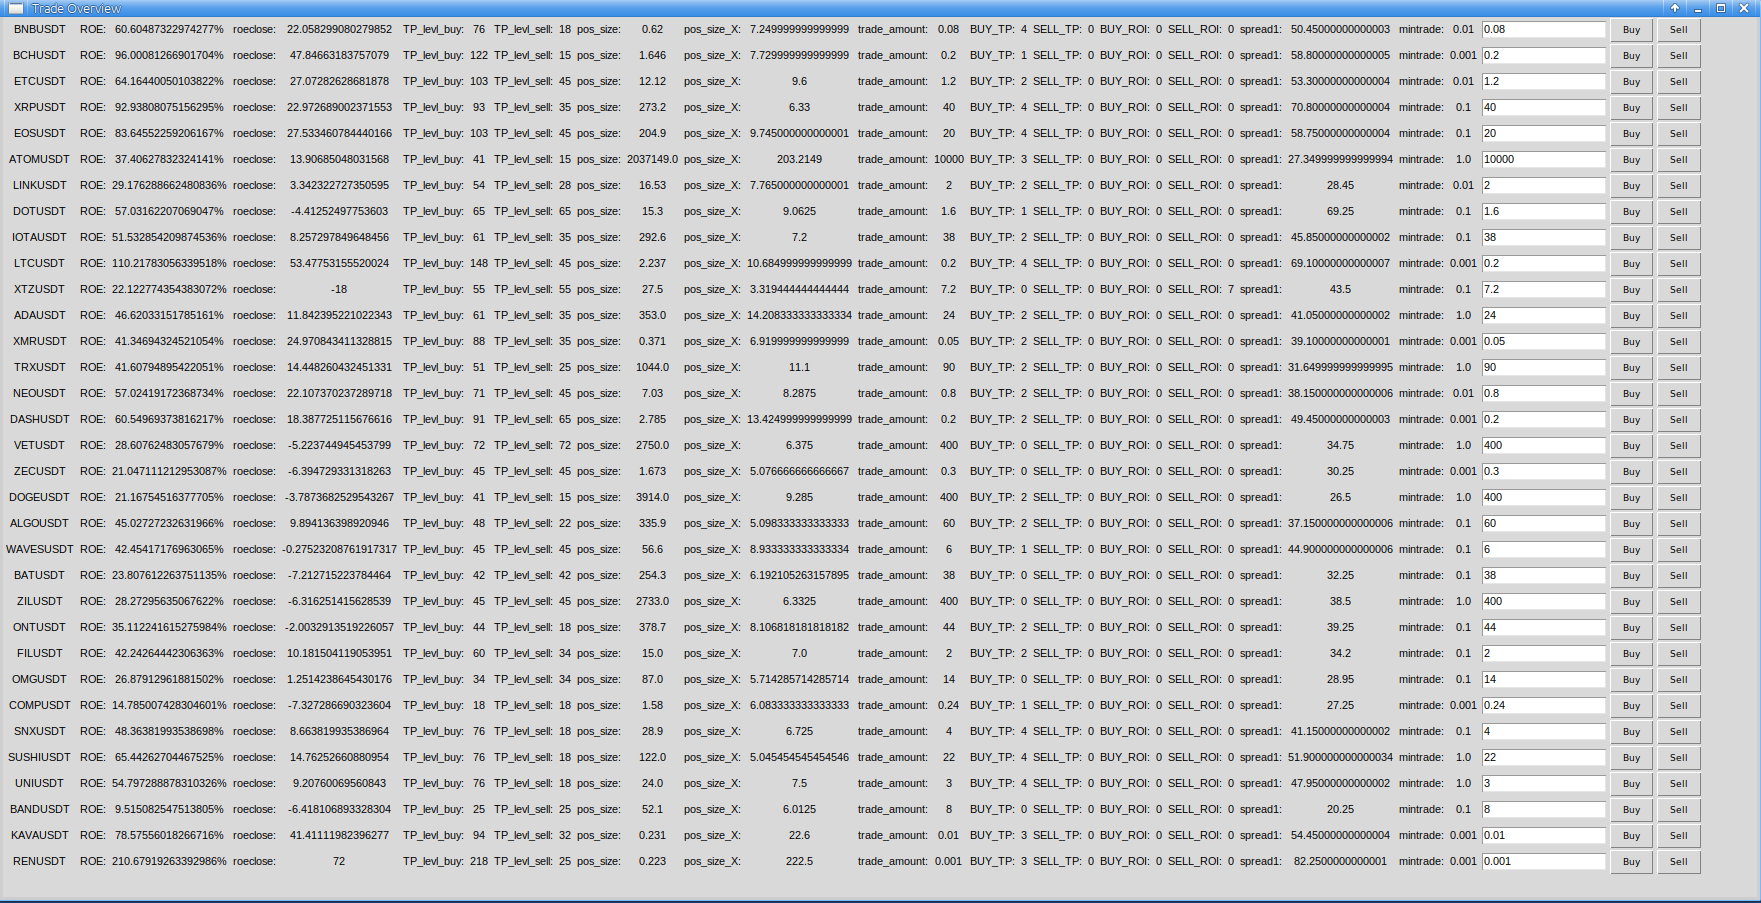 Trade Overview
BNBUSDT ROE: 60.60487322974277% roeclose: 22.058299080279852 TP_levl_buy: 76 TP_levl_sell: 18 pos_size: 0.62 pos_size_X: 7.249999999999999 trade_amount: 0.08 BUY_TP: 4 SELL_TP: 0 BUY_ROI: 0 SELL_ROI: 0 spread1: 50.45000000000003 mintrade: 0.01 0.08 Buy Sell
BCHUSDT ROE: 96.00081266901704% roeclose: 47.84663183757079 TP_levl_buy: 122 TP_levl_sell: 15 pos_size: 1.646 pos_size_X: 7.729999999999999 trade_amount: 0.2 BUY_TP: 1 SELL_TP: 0 BUY_ROI: 0 SELL_ROI: 0 spread1: 58.80000000000005 mintrade: 0.001 0.2 Buy Sell
ETCUSDT ROE: 64.16440050103822% roeclose: 27.07282628681878 TP_levl_buy: 103 TP_levl_sell: 45 pos_size: 12.12 pos_size_X: 9.6 trade_amount: 1.2 BUY_TP: 2 SELL_TP: 0 BUY_ROI: 0 SELL_ROI: 0 spread1: 53.30000000000004 mintrade: 0.01 1.2 Buy Sell
XRPUSDT ROE: 92.93808075156295% roeclose: 22.972689002371553 TP_levl_buy: 93 TP_levl_sell: 35 pos_size: 273.2 pos_size_X: 6.33 trade_amount: 40 BUY_TP: 4 SELL_TP: 0 BUY_ROI: 0 SELL_ROI: 0 spread1: 70.80000000000004 mintrade: 0.1 40 Buy Sell
EOSUSDT ROE: 83.64552259206167% roeclose: 27.533460784440166 TP_levl_buy: 103 TP_levl_sell: 45 pos_size: 204.9 pos_size_X: 9.745000000000001 trade_amount: 20 BUY_TP: 4 SELL_TP: 0 BUY_ROI: 0 SELL_ROI: 0 spread1: 58.75000000000004 mintrade: 0.1 20 Buy Sell
ATOMUSDT ROE: 37.40627832324141% roeclose: 13.90685048031568 TP_levl_buy: 41 TP_levl_sell: 15 pos_size: 2037149.0 pos_size_X: 203.2149 trade_amount: 10000 BUY_TP: 3 SELL_TP: 0 BUY_ROI: 0 SELL_ROI: 0 spread1: 27.349999999999994 mintrade: 1.0 10000 Buy Sell
LINKUSDT ROE: 29.176288662480836% roeclose: 3.342322727350595 TP_levl_buy: 54 TP_levl_sell: 28 pos_size: 16.53 pos_size_X: 7.765000000000001 trade_amount: 2 BUY_TP: 2 SELL_TP: 0 BUY_ROI: 0 SELL_ROI: 0 spread1: 28.45 mintrade: 0.01 2 Buy Sell
DOTUSDT ROE: 57.03162207069047% roeclose: -4.41252497753603 TP_levl_buy: 65 TP_levl_sell: 65 pos_size: 15.3 pos_size_X: 9.0625 trade_amount: 1.6 BUY_TP: 1 SELL_TP: 0 BUY_ROI: 0 SELL_ROI: 0 spread1: 69.25 mintrade: 0.1 1.6 Buy Sell
IOTAUSDT ROE: 51.532854209874536% roeclose: 8.257297849648456 TP_levl_buy: 61 TP_levl_sell: 35 pos_size: 292.6 pos_size_X: 7.2 trade_amount: 38 BUY_TP: 2 SELL_TP: 0 BUY_ROI: 0 SELL_ROI: 0 spread1: 45.85000000000002 mintrade: 0.1 38 Buy Sell
LTCUSDT ROE: 110.21783056339518% roeclose: 53.47753155520024 TP_levl_buy: 148 TP_levl_sell: 45 pos_size: 2.237 pos_size_X: 10.684999999999999 trade_amount: 0.2 BUY_TP: 4 SELL_TP: 0 BUY_ROI: 0 SELL_ROI: 0 spread1: 69.10000000000007 mintrade: 0.001 0.2 Buy Sell
XTZUSDT ROE: 22.122774354383072% roeclose: -18 TP_levl_buy: 55 TP_levl_sell: 55 pos_size: 27.5 pos_size_X: 3.319444444444444 trade_amount: 7.2 BUY_TP: 0 SELL_TP: 0 BUY_ROI: 0 SELL_ROI: 7 spread1: 43.5 mintrade: 0.1 7.2 Buy Sell
ADAUSDT ROE: 46.62033151785161% roeclose: 11.842395221022343 TP_levl_buy: 61 TP_levl_sell: 35 pos_size: 353.0 pos_size_X: 14.208333333333334 trade_amount: 24 BUY_TP: 2 SELL_TP: 0 BUY_ROI: 0 SELL_ROI: 0 spread1: 41.05000000000002 mintrade: 1.0 24 Buy Sell
XMRUSDT ROE: 41.34694324521054% roeclose: 24.970843411328815 TP_levl_buy: 88 TP_levl_sell: 35 pos_size: 0.371 pos_size_X: 6.919999999999999 trade_amount: 0.05 BUY_TP: 2 SELL_TP: 0 BUY_ROI: 0 SELL_ROI: 0 spread1: 39.10000000000001 mintrade: 0.001 0.05 Buy Sell
TRXUSDT ROE: 41.60794895422051% roeclose: 14.448260432451331 TP_levl_buy: 51 TP_levl_sell: 25 pos_size: 1044.0 pos_size_X: 11.1 trade_amount: 90 BUY_TP: 2 SELL_TP: 0 BUY_ROI: 0 SELL_ROI: 0 spread1: 31.649999999999995 mintrade: 1.0 90 Buy Sell
NEOUSDT ROE: 57.02419172368734% roeclose: 22.107370237289718 TP_levl_buy: 71 TP_levl_sell: 45 pos_size: 7.03 pos_size_X: 8.2875 trade_amount: 0.8 BUY_TP: 2 SELL_TP: 0 BUY_ROI: 0 SELL_ROI: 0 spread1: 38.150000000000006 mintrade: 0.01 0.8 Buy Sell
DASHUSDT ROE: 60.54969373816217% roeclose: 18.387725115676616 TP_levl_buy: 91 TP_levl_sell: 65 pos_size: 2.785 pos_size_X: 13.424999999999999 trade_amount: 0.2 BUY_TP: 2 SELL_TP: 0 BUY_ROI: 0 SELL_ROI: 0 spread1: 49.45000000000003 mintrade: 0.001 0.2 Buy Sell
VETUSDT ROE: 28.60762483057679% roeclose: -5.223744945453799 TP_levl_buy: 72 TP_levl_sell: 72 pos_size: 2750.0 pos_size_X: 6.375 trade_amount: 400 BUY_TP: 0 SELL_TP: 0 BUY_ROI: 0 SELL_ROI: 0 spread1: 34.75 mintrade: 1.0 400 Buy Sell
ZECUSDT ROE: 21.047111212953087% roeclose: -6.394729331318263 TP_levl_buy: 45 TP_levl_sell: 45 pos_size: 1.673 pos_size_X: 5.076666666666667 trade_amount: 0.3 BUY_TP: 0 SELL_TP: 0 BUY_ROI: 0 SELL_ROI: 0 spread1: 30.25 mintrade: 0.001 0.3 Buy Sell
DOGEUSDT ROE: 21.16754516377705% roeclose: -3.7873682529543267 TP_levl_buy: 41 TP_levl_sell: 15 pos_size: 3914.0 pos_size_X: 9.285 trade_amount: 400 BUY_TP: 2 SELL_TP: 0 BUY_ROI: 0 SELL_ROI: 0 spread1: 26.5 mintrade: 1.0 400 Buy Sell
ALGOUSDT ROE: 45.02727232631966% roeclose: 9.894136398920946 TP_levl_buy: 48 TP_levl_sell: 22 pos_size: 335.9 pos_size_X: 5.098333333333333 trade_amount: 60 BUY_TP: 2 SELL_TP: 0 BUY_ROI: 0 SELL_ROI: 0 spread1: 37.150000000000006 mintrade: 0.1 60 Buy Sell
WAVESUSDT ROE: 42.45417176963065% roeclose: -0.27523208761917317 TP_levl_buy: 45 TP_levl_sell: 45 pos_size: 56.6 pos_size_X: 8.933333333333334 trade_amount: 6 BUY_TP: 1 SELL_TP: 0 BUY_ROI: 0 SELL_ROI: 0 spread1: 44.900000000000006 mintrade: 0.1 6 Buy Sell
BATUSDT ROE: 23.807612263751135% roeclose: -7.212715223784464 TP_levl_buy: 42 TP_levl_sell: 42 pos_size: 254.3 pos_size_X: 6.192105263157895 trade_amount: 38 BUY_TP: 0 SELL_TP: 0 BUY_ROI: 0 SELL_ROI: 0 spread1: 32.25 mintrade: 0.1 38 Buy Sell
ZILUSDT ROE: 28.27295635067622% roeclose: -6.316251415628539 TP_levl_buy: 45 TP_levl_sell: 45 pos_size: 2733.0 pos_size_X: 6.3325 trade_amount: 400 BUY_TP: 0 SELL_TP: 0 BUY_ROI: 0 SELL_ROI: 0 spread1: 38.5 mintrade: 1.0 400 Buy Sell
ONTUSDT ROE: 35.112241615275984% roeclose: -2.0032913519226057 TP_levl_buy: 44 TP_levl_sell: 18 pos_size: 378.7 pos_size_X: 8.106818181818182 trade_amount: 44 BUY_TP: 2 SELL_TP: 0 BUY_ROI: 0 SELL_ROI: 0 spread1: 39.25 mintrade: 0.1 44 Buy Sell
FILUSDT ROE: 42.24264442306363% roeclose: 10.181504119053951 TP_levl_buy: 60 TP_levl_sell: 34 pos_size: 15.0 pos_size_X: 7.0 trade_amount: 2 BUY_TP: 2 SELL_TP: 0 BUY_ROI: 0 SELL_ROI: 0 spread1: 34.2 mintrade: 0.1 2 Buy Sell
OMGUSDT ROE: 26.87912961881502% roeclose: 1.2514238645430176 TP_levl_buy: 34 TP_levl_sell: 34 pos_size: 87.0 pos_size_X: 5.714285714285714 trade_amount: 14 BUY_TP: 0 SELL_TP: 0 BUY_ROI: 0 SELL_ROI: 0 spread1: 28.95 mintrade: 0.1 14 Buy Sell
COMPUSDT ROE: 14.785007428304601% roeclose: -7.327286690323604 TP_levl_buy: 18 TP_levl_sell: 18 pos_size: 1.58 pos_size_X: 6.083333333333333 trade_amount: 0.24 BUY_TP: 1 SELL_TP: 0 BUY_ROI: 0 SELL_ROI: 0 spread1: 27.25 mintrade: 0.001 0.24 Buy Sell
SNXUSDT ROE: 48.363819935386​98% roeclose: 8.663819935386964 TP_levl_buy: 76 TP_levl_sell: 18 pos_size: 28.9 pos_size_X: 6.725 trade_amount: 4 BUY_TP: 4 SELL_TP: 0 BUY_ROI: 0 SELL_ROI: 0 spread1: 41.15000000000002 mintrade: 0.1 4 Buy Sell
SUSHIUSDT ROE: 65.44262704467525% roeclose: 14.76252660880954 TP_levl_buy: 76 TP_levl_sell: 18 pos_size: 122.0 pos_size_X: 5.045454545454546 trade_amount: 22 BUY_TP: 4 SELL_TP: 0 BUY_ROI: 0 SELL_ROI: 0 spread1: 51.900000000000034 mintrade: 1.0 22 Buy Sell
UNIUSDT ROE: 54.797288878310326% roeclose: 9.20760069560843 TP_levl_buy: 76 TP_levl_sell: 18 pos_size: 24.0 pos_size_X: 7.5 trade_amount: 3 BUY_TP: 4 SELL_TP: 0 BUY_ROI: 0 SELL_ROI: 0 spread1: 47.95000000000002 mintrade: 1.0 3 Buy Sell
BANDUSDT ROE: 9.515082547513805% roeclose: -6.418106893328304 TP_levl_buy: 25 TP_levl_sell: 25 pos_size: 52.1 pos_size_X: 6.0125 trade_amount: 8 BUY_TP: 0 SELL_TP: 0 BUY_ROI: 0 SELL_ROI: 0 spread1: 20.25 mintrade: 0.1 8 Buy Sell
KAVAUSDT ROE: 78.57556018266716% roeclose: 41.41111982396277 TP_levl_buy: 94 TP_levl_sell: 32 pos_size: 0.231 pos_size_X: 22.6 trade_amount: 0.01 BUY_TP: 3 SELL_TP: 0 BUY_ROI: 0 SELL_ROI: 0 spread1: 54.45000000000004 mintrade: 0.001 0.01 Buy Sell
RENUSDT ROE: 210.67919263392986% roeclose: 72 TP_levl_buy: 218 TP_levl_sell: 25 pos_size: 0.223 pos_size_X: 222.5 trade_amount: 0.001 BUY_TP: 3 SELL_TP: 0 BUY_ROI: 0 SELL_ROI: 0 spread1: 82.2500000000001 mintrade: 0.001 0.001 Buy Sell